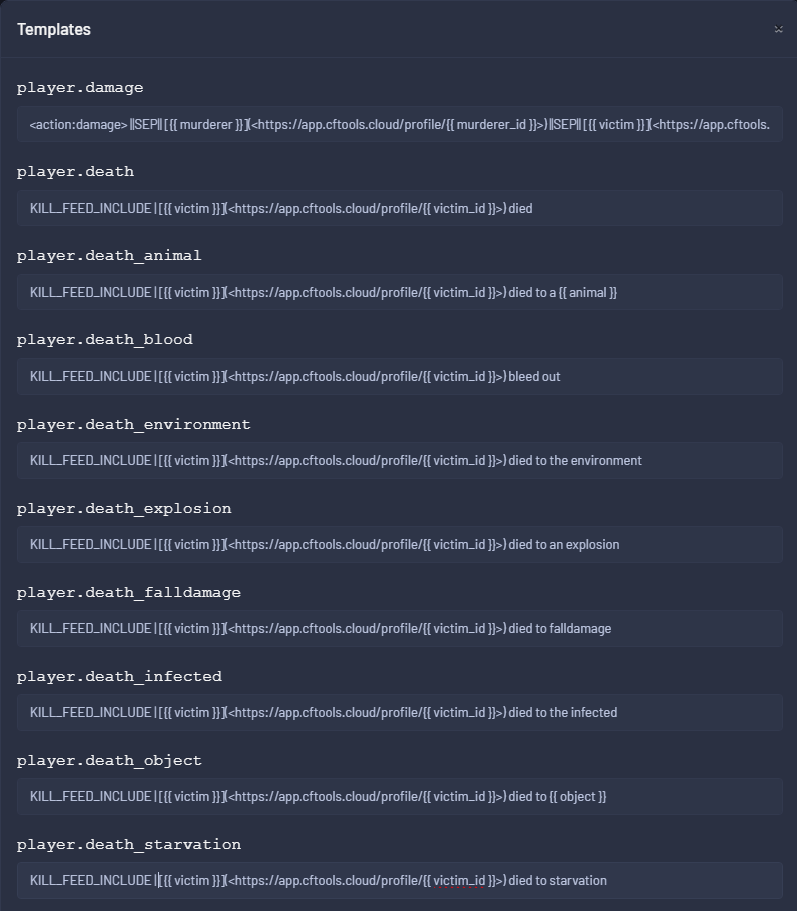 Templates
player.damage
<action:damage>||SEP||[{{ murderer }}](<https://app.cftools.cloud/profile/{{ murderer_id }}>)||SEP||[{{ victim }}](<https://app.cftools.
player.death
KILL_FEED_INCLUDE | [{{ victim }}](<https://app.cftools.cloud/profile/{{ victim_id }}>) died
player.death_animal
KILL_FEED_INCLUDE | [{{ victim }}](<https://app.cftools.cloud/profile/{{ victim_id }}>) died to a {{ animal }}
player.death_blood
KILL_FEED_INCLUDE | [{{ victim }}](<https://app.cftools.cloud/profile/{{ victim_id }}>) bleed out
player.death_environment
KILL_FEED_INCLUDE | [{{ victim }}](<https://app.cftools.cloud/profile/{{ victim_id }}>) died to the environment
player.death_explosion
KILL_FEED_INCLUDE | [{{ victim }}](<https://app.cftools.cloud/profile/{{ victim_id }}>) died to an explosion
player.death_falldamage
KILL_FEED_INCLUDE | [{{ victim }}](<https://app.cftools.cloud/profile/{{ victim_id }}>) died to falldamage
player.death_infected
KILL_FEED_INCLUDE | [{{ victim }}](<https://app.cftools.cloud/profile/{{ victim_id }}>) died to the infected
player.death_object
KILL_FEED_INCLUDE | [{{ victim }}](<https://app.cftools.cloud/profile/{{ victim_id }}>) died to {{ object }}
player.death_starvation
KILL_FEED_INCLUDE | [{{ victim }}](<https://app.cftools.cloud/profile/{{ victim_id }}>) died to starvation